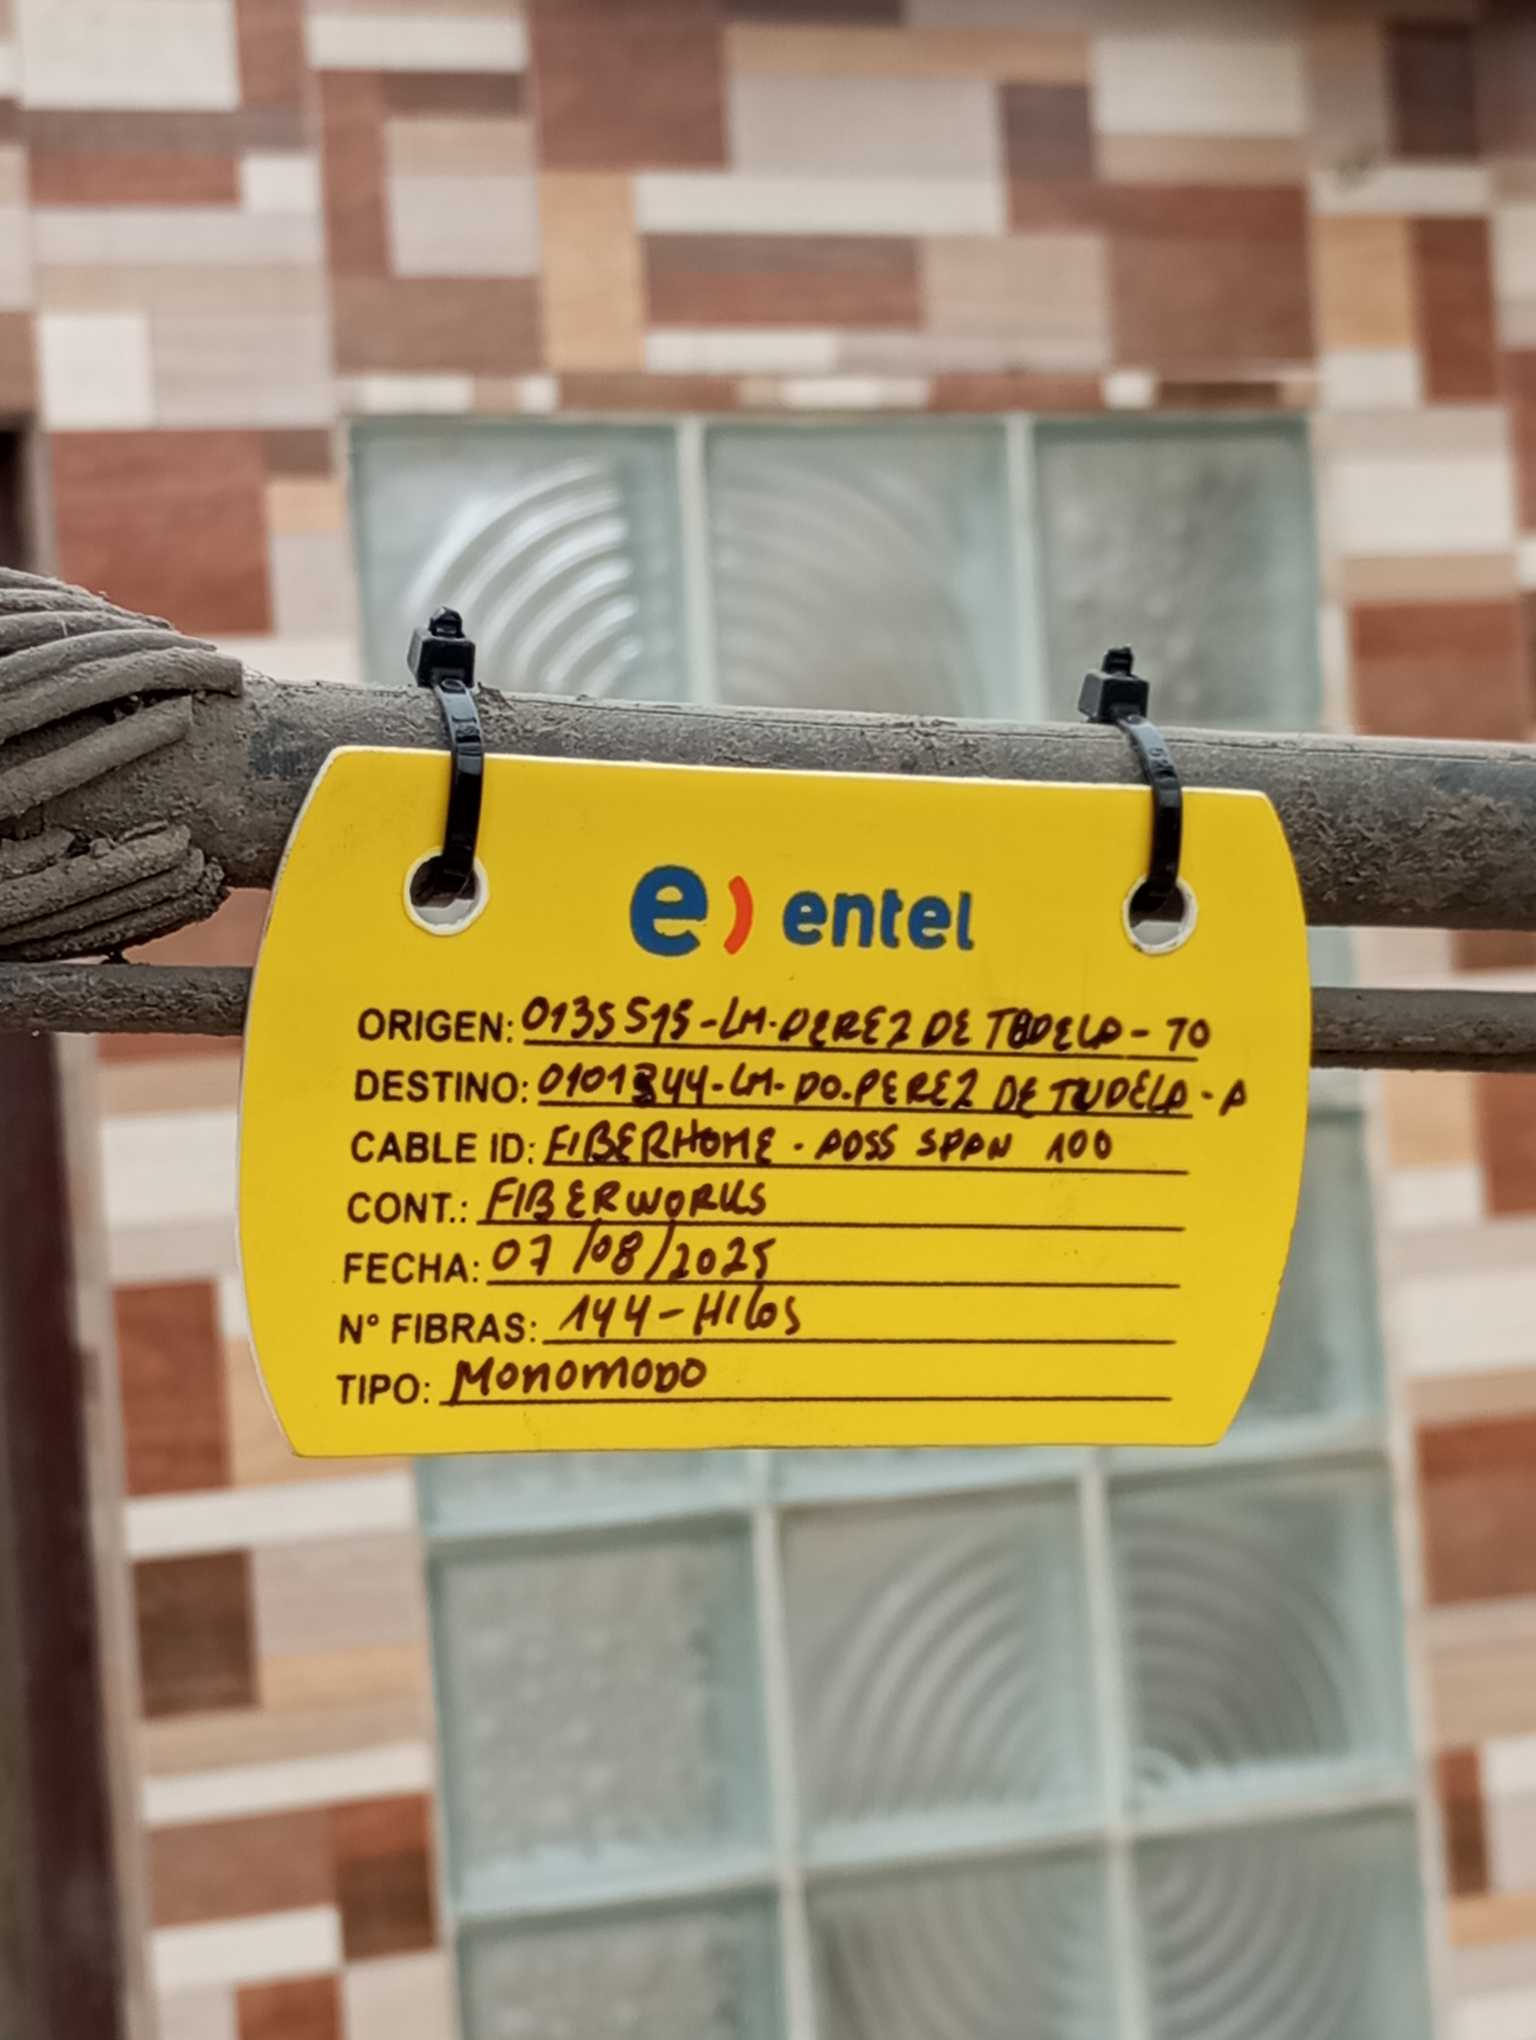 e) entel
ORIGEN: 0135515-LM-PEREZ DE TUDELA - 70
DESTINO: 0101344-LM- DO.PEREZ DE TUDELA - A
CABLE ID: FIBERHOME - ADSS SPAN 100
CONT.: FIBERWORKS
FECHA: 07/08/2025
N° FIBRAS: 144-HILOS
TIPO: MONOMODO